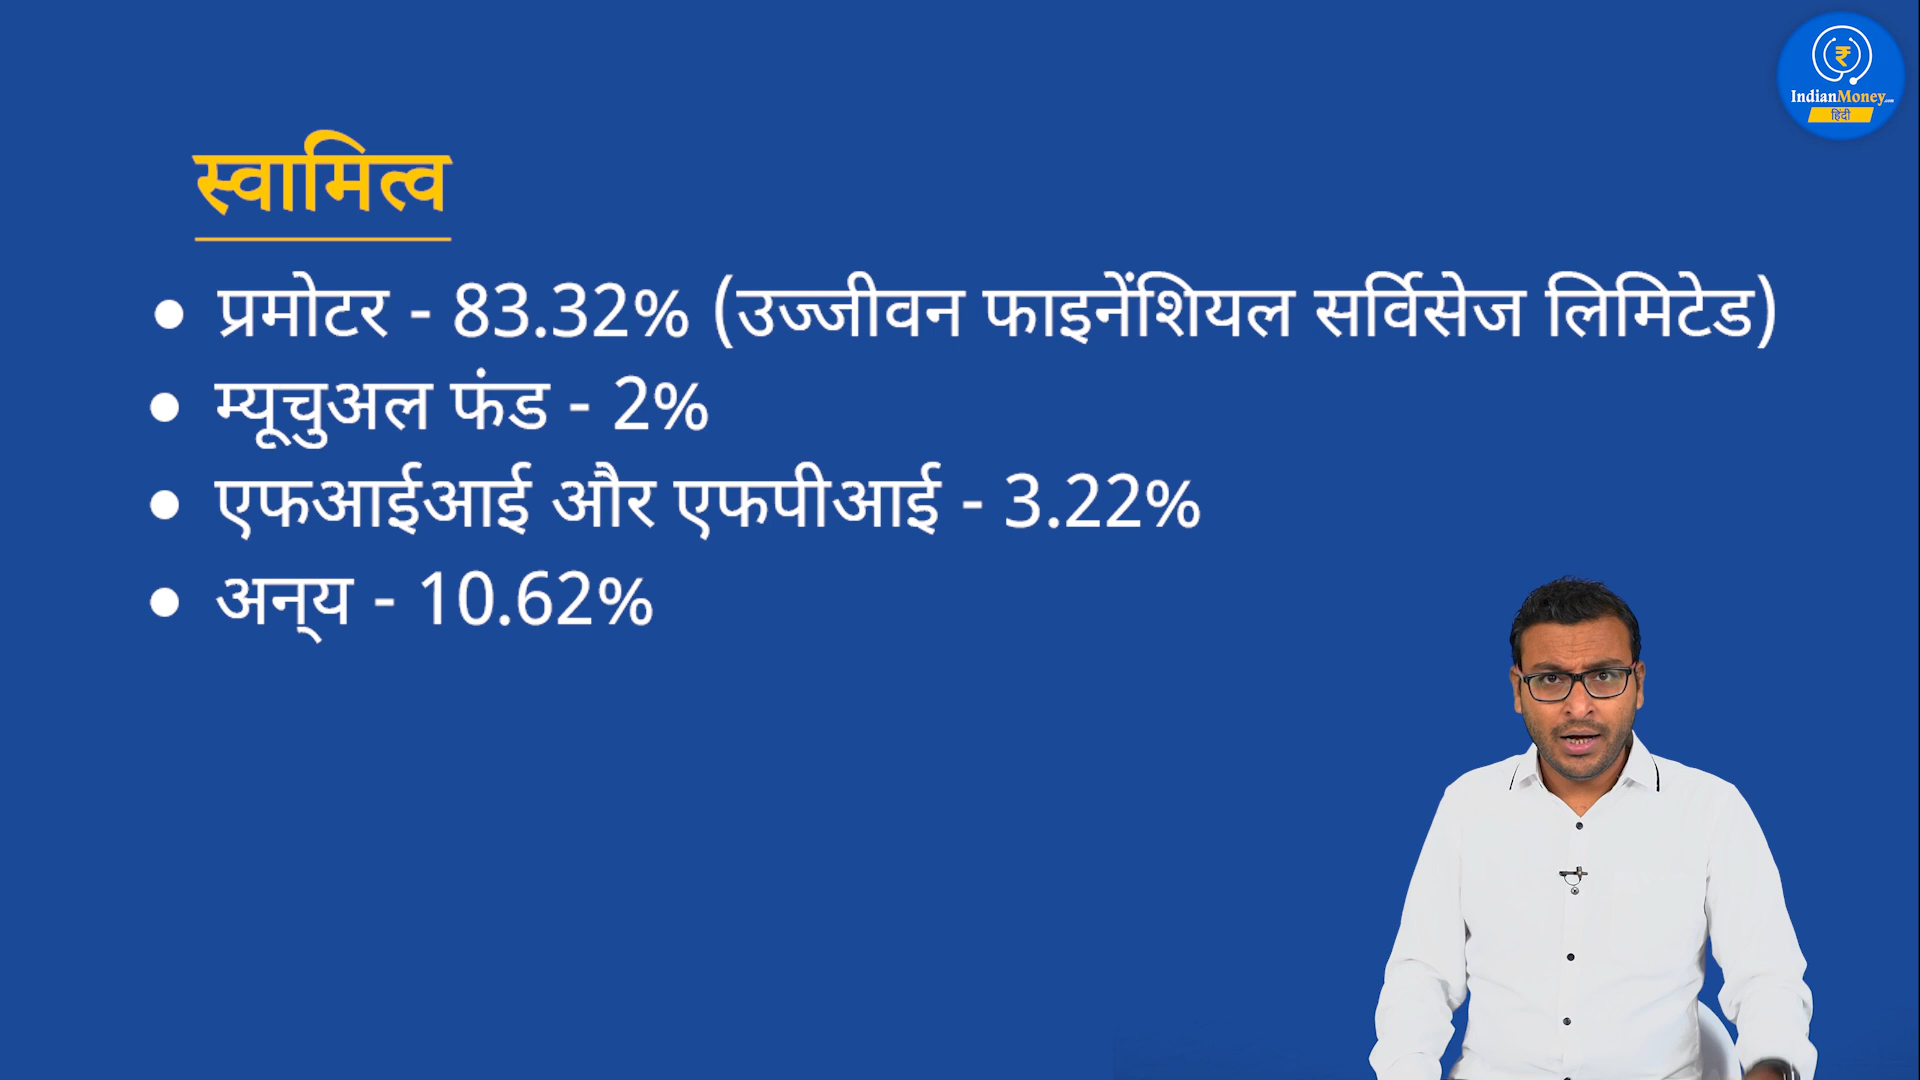 IndianMoney.com
हिंदी
स्वामित्व
• प्रमोटर - 83.32% (उज्जीवन फाइनेंशियल सर्विसेज लिमिटेड)
• म्यूचुअल फंड - 2%
• एफआईआई और एफपीआई - 3.22%
• अन्‌य - 10.62%